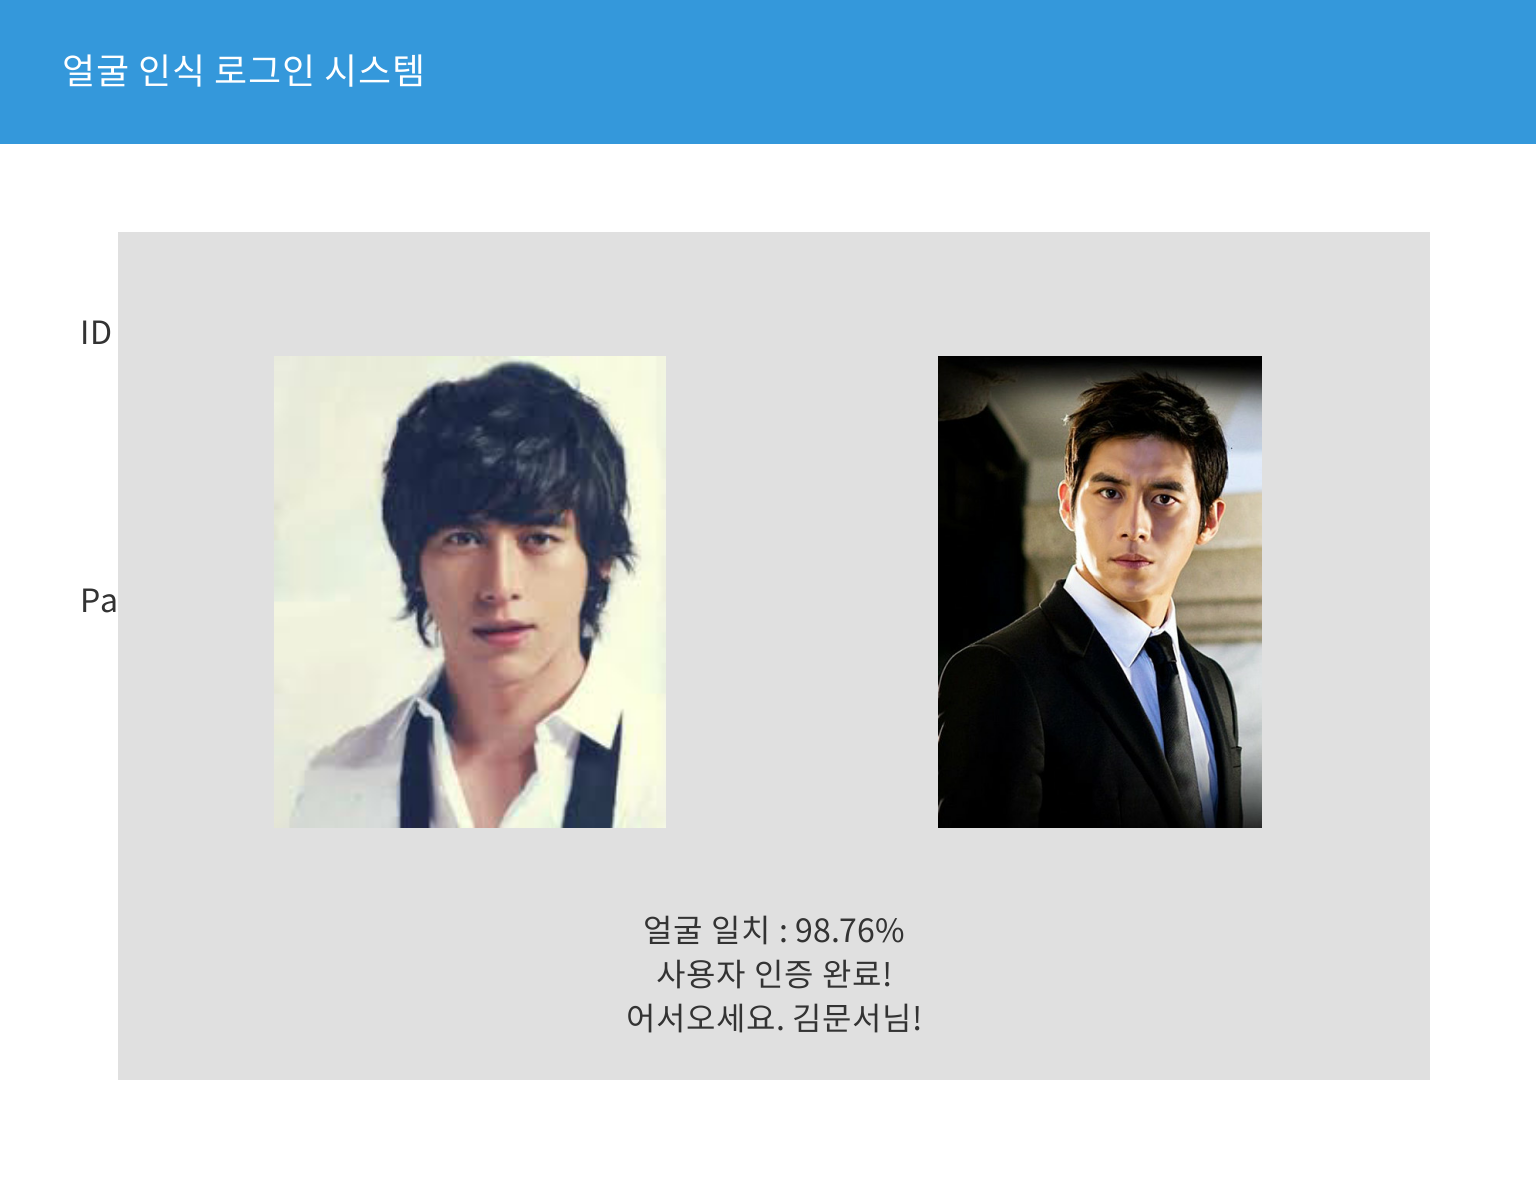 얼굴 인식 로그인 시스템
ID
Pa
얼굴 일치 : 98.76%
사용자 인증 완료!
어서오세요. 김문서님!